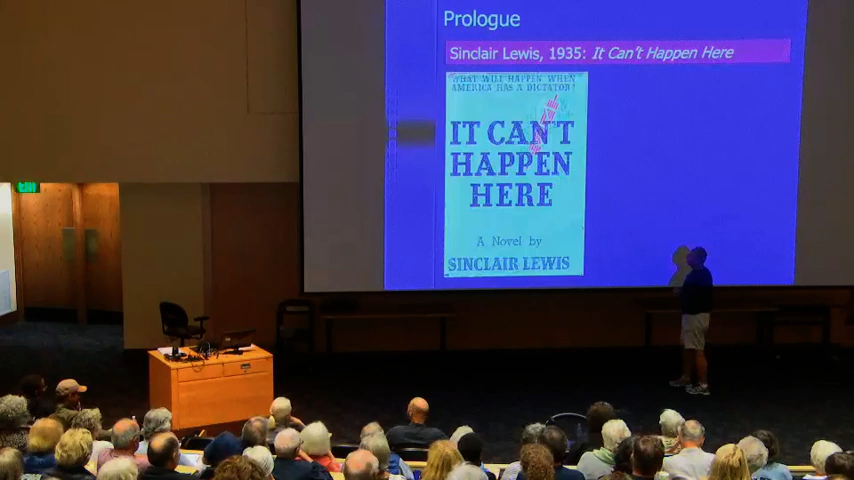 Prologue
Sinclair Lewis, 1935: It Can't Happen Here
WHAT WILL HAPPEN WHEN
AMERICA HAS A DICTATOR?
IT CAN'T
HAPPEN
HERE
A Novel by
SINCLAIR LEWIS